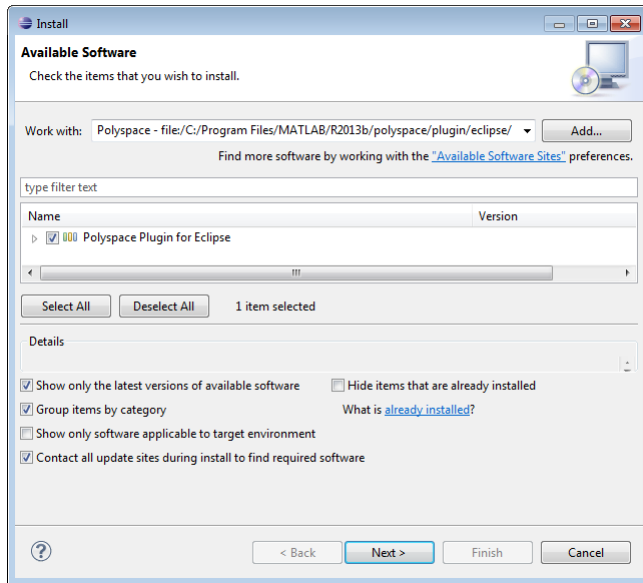 Install
Available Software
Check the items that you wish to install.
Work with: Polyspace - file:/C:/Program Files/MATLAB/R2013b/polyspace/plugin/eclipse/ Add...
Find more software by working with the "Available Software Sites" preferences.
type filter text
Name Version
Polyspace Plugin for Eclipse
Select All Deselect All 1 item selected
Details
Show only the latest versions of available software Hide items that are already installed
Group items by category What is already installed?
Show only software applicable to target environment
Contact all update sites during install to find required software
? < Back Next > Finish Cancel